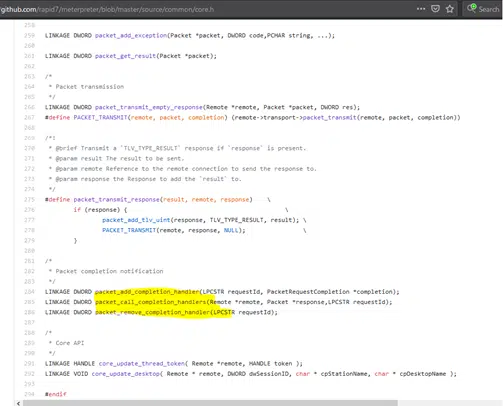 github.com/rapid7/meterpreter/blob/master/source/common/core.h
Search
258
259 LINKAGE DWORD packet_add_exception(Packet *packet, DWORD code,PCHAR string, ...);
260
261 LINKAGE DWORD packet_get_result(Packet *packet);
262
263 /*
264 * Packet transmission
265 */
266 LINKAGE DWORD packet_transmit_empty_response(Remote *remote, Packet *packet, DWORD res);
267 #define PACKET_TRANSMIT(remote, packet, completion) (remote->transport->packet_transmit(remote, packet, completion))
268
269 /*!
270 * @brief Transmit a `TLV_TYPE_RESULT` response if `response` is present.
271 * @param result The result to be sent.
272 * @param remote Reference to the remote connection to send the response to.
273 * @param response the Response to add the `result` to.
274 */
275 #define packet_transmit_response(result, remote, response) \
276 if (response) { \
277 packet_add_tlv_uint(response, TLV_TYPE_RESULT, result); \
278 PACKET_TRANSMIT(remote, response, NULL); \
279 }
280
281 /*
282 * Packet completion notification
283 */
284 LINKAGE DWORD packet_add_completion_handler(LPCSTR requestId, PacketRequestCompletion *completion);
285 LINKAGE DWORD packet_call_completion_handlers(Remote *remote, Packet *response,LPCSTR requestId);
286 LINKAGE DWORD packet_remove_completion_handler(LPCSTR requestId);
287
288 /*
289 * Core API
290 */
291 LINKAGE HANDLE core_update_thread_token( Remote *remote, HANDLE token );
292 LINKAGE VOID core_update_desktop( Remote * remote, DWORD dwSessionID, char * cpStationName, char * cpDesktopName );
293
294 #endif